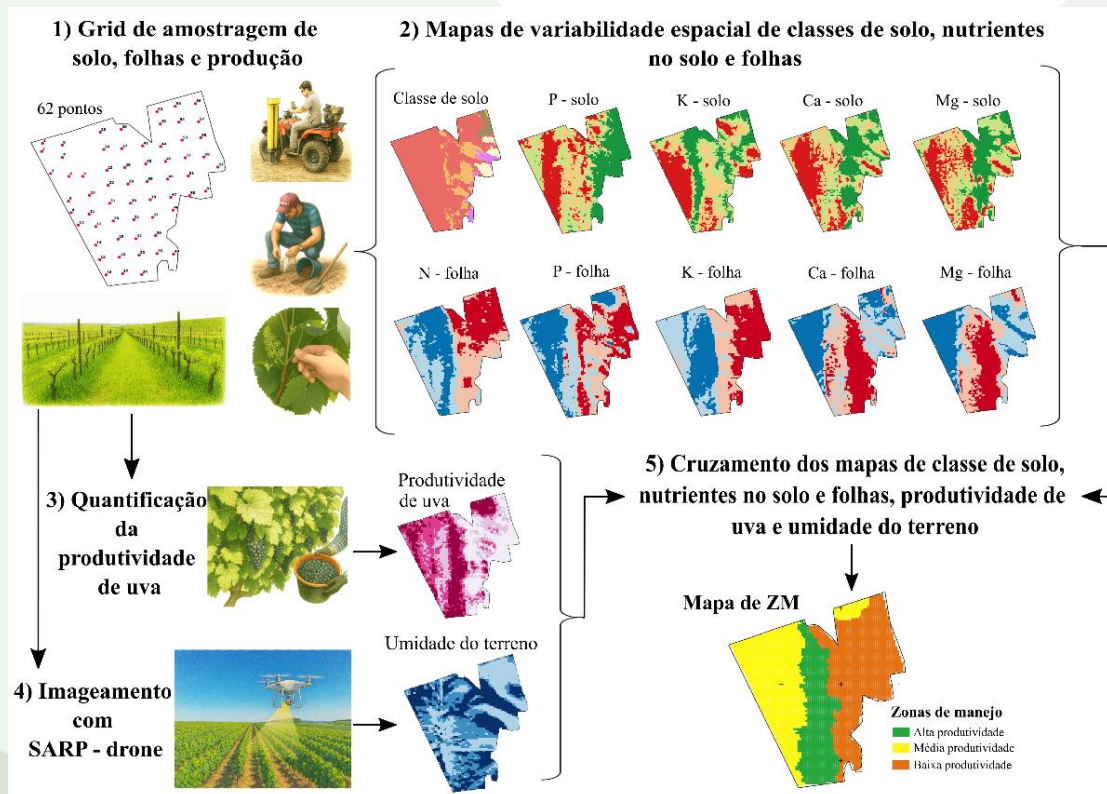 1) Grid de amostragem de
solo, folhas e produção
62 pontos
2) Mapas de variabilidade espacial de classes de solo, nutrientes
no solo e folhas
Classe de solo
P - solo
K - solo
Ca - solo
Mg - solo
N - folha
P - folha
K - folha
Ca - folha
Mg - folha
3) Quantificação
da
produtividade
de uva
Produtividade
de uva
4) Imageamento
com
SARP - drone
Umidade do terreno
5) Cruzamento dos mapas de classe de solo,
nutrientes no solo e folhas, produtividade de
uva e umidade do terreno
Mapa de ZM
Zonas de manejo
Alta produtividade
Média produtividade
Baixa produtividade